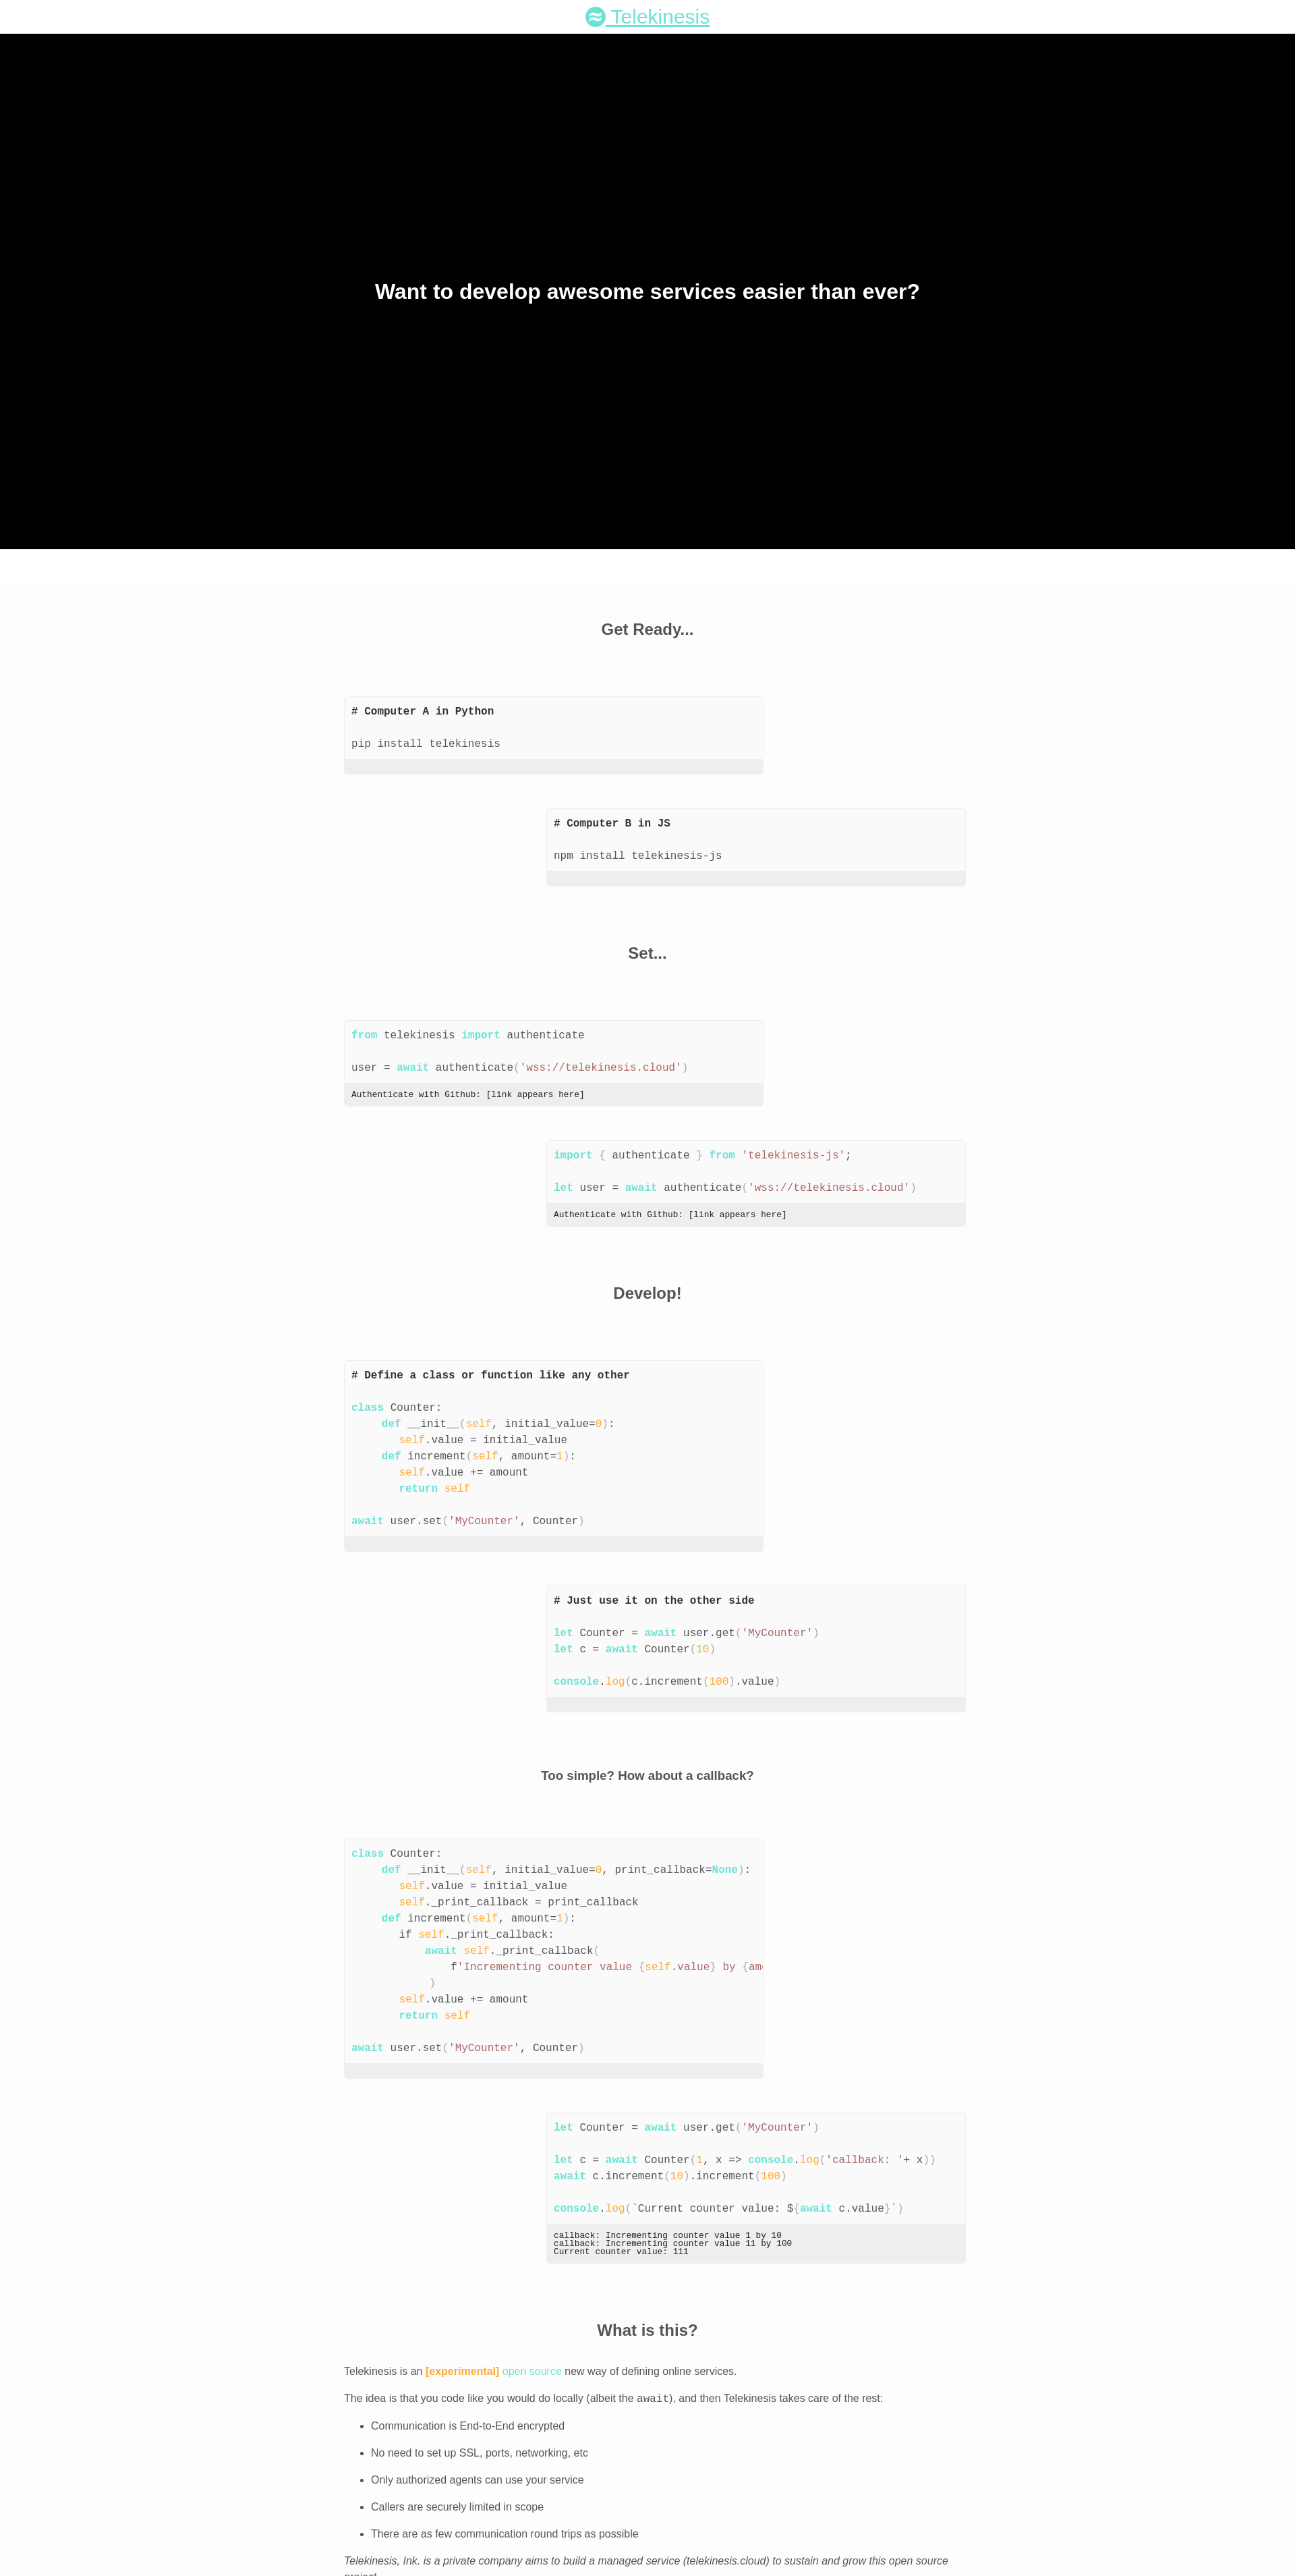 Telekinesis
Want to develop awesome services easier than ever?
Get Ready...
# Computer A in Python
pip install telekinesis
# Computer B in JS
npm install telekinesis-js
Set...
from telekinesis import authenticate
user = await authenticate('wss://telekinesis.cloud')
Authenticate with Github: [link appears here]
import { authenticate } from 'telekinesis-js';
let user = await authenticate('wss://telekinesis.cloud')
Authenticate with Github: [link appears here]
Develop!
# Define a class or function like any other
class Counter:
def __init__(self, initial_value=0):
self.value = initial_value
def increment(self, amount=1):
self.value += amount
return self
await user.set('MyCounter', Counter)
# Just use it on the other side
let Counter = await user.get('MyCounter')
let c = await Counter(10)
console.log(c.increment(100).value)
Too simple? How about a callback?
class Counter:
def __init__(self, initial_value=0, print_callback=None):
self.value = initial_value
self._print_callback = print_callback
def increment(self, amount=1):
if self._print_callback:
await self._print_callback(
f'Incrementing counter value {self.value} by {
)
self.value += amount
return self
await user.set('MyCounter', Counter)
let Counter = await user.get('MyCounter')
let c = await Counter(1, x => console.log('callback: '+ x))
await c.increment(10).increment(100)
console.log(`Current counter value: ${await c.value}`)
callback: Incrementing counter value 1 by 10
callback: Incrementing counter value 11 by 100
Current counter value: 111
What is this?
Telekinesis is an [experimental] open source new way of defining online services.
The idea is that you code like you would do locally (albeit the await), and then Telekinesis takes care of the rest:
• Communication is End-to-End encrypted
• No need to set up SSL, ports, networking, etc
• Only authorized agents can use your service
• Callers are securely limited in scope
• There are as few communication round trips as possible
Telekinesis, Ink. is a private company aims to build a managed service (telekinesis.cloud) to sustain and grow this open source